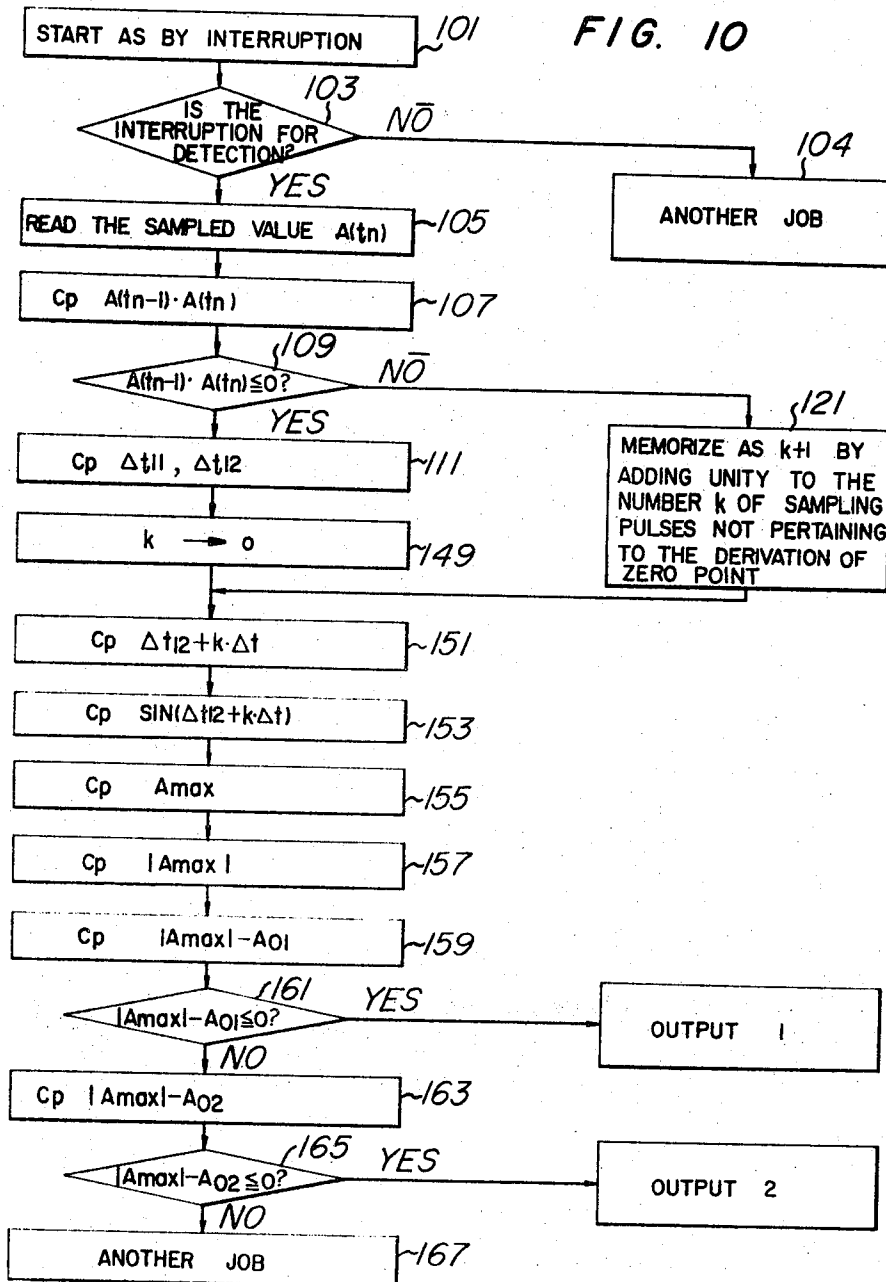 FIG. 10
START AS BY INTERRUPTION
101
103
IS THE
INTERRUPTION FOR
DETECTION?
NO
YES
104
ANOTHER JOB
READ THE SAMPLED VALUE A(tn)
105
Cp A(tn-1)·A(tn)
107
109
A(tn-1)·A(tn)≦0?
NO
YES
121
MEMORIZE AS k+1 BY
ADDING UNITY TO THE
NUMBER k OF SAMPLING
PULSES NOT PERTAINING
TO THE DERIVATION OF
ZERO POINT
Cp Δt11, Δt12
111
k → 0
149
Cp Δt12+k·Δt
151
Cp SIN(Δt12+k·Δt)
153
Cp Amax
155
Cp |Amax|
157
Cp |Amax|-A01
159
161
|Amax|-A01≦0?
YES
NO
OUTPUT 1
Cp |Amax|-A02
163
165
|Amax|-A02≦0?
YES
NO
OUTPUT 2
ANOTHER JOB
167